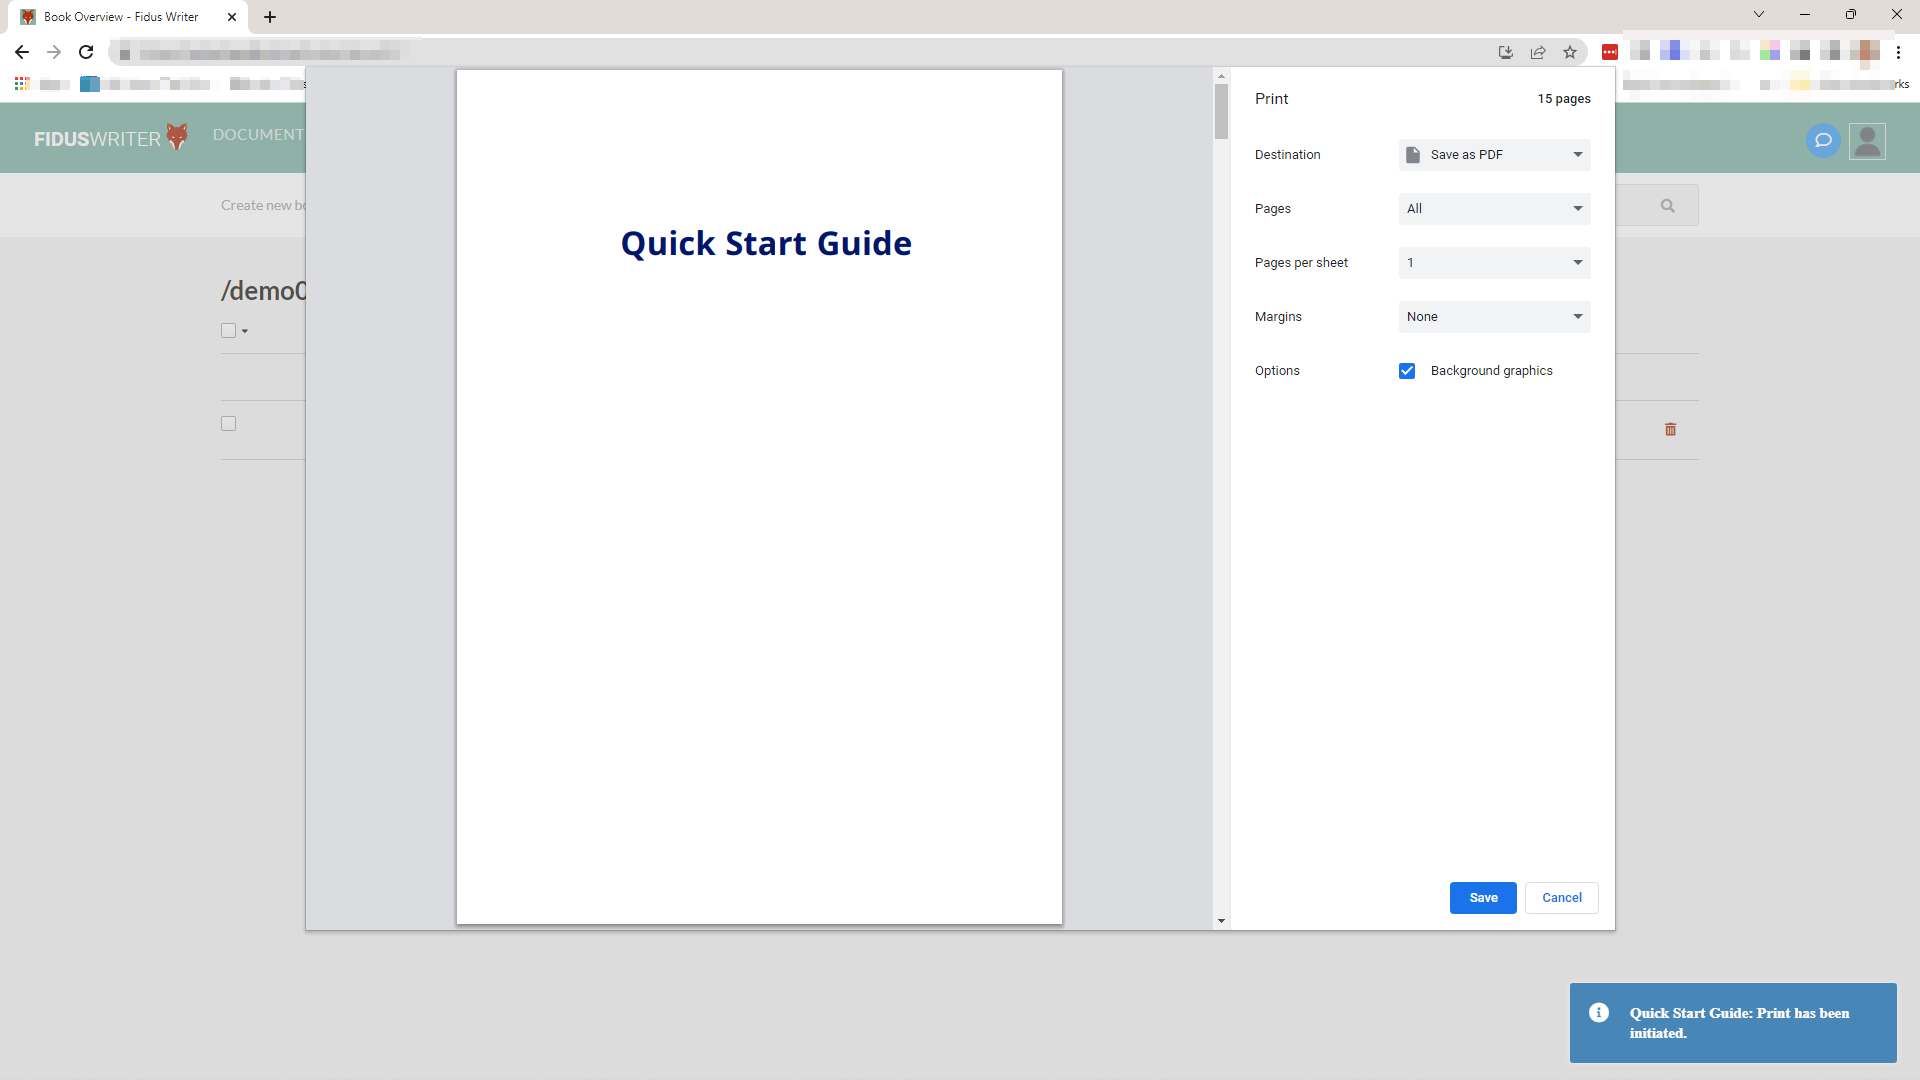 Book Overview - Fidus Writer
rks
FIDUSWRITER
DOCUMENT
Create new bo
/demo0
Quick Start Guide
Print
15 pages
Destination
Save as PDF
Pages
All
Pages per sheet
1
Margins
None
Options
Background graphics
Save
Cancel
Quick Start Guide: Print has been
initiated.